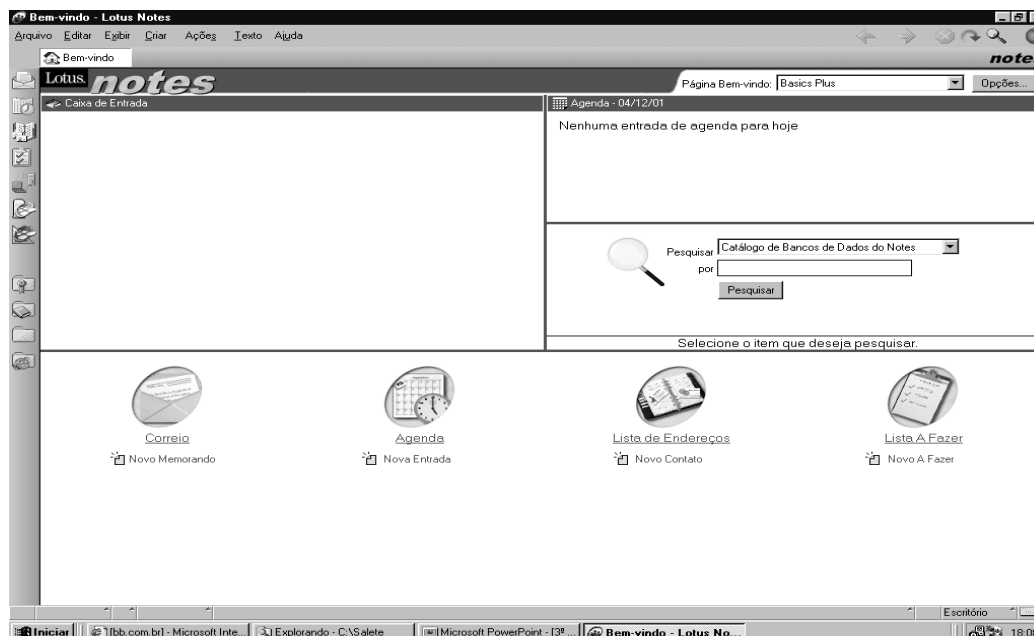 Bem-vindo - Lotus Notes
Arquivo Editar Exibir Criar Ações Texto Ajuda
Bem-vindo
notes
Lotus notes
Página Bem-vindo: Basics Plus Opções...
Caixa de Entrada
Agenda - 04/12/01
Nenhuma entrada de agenda para hoje
Pesquisar Catálogo de Bancos de Dados do Notes
por
Pesquisar
Selecione o item que deseja pesquisar.
Correio Agenda Lista de Endereços Lista A Fazer
Novo Memorando Nova Entrada Novo Contato Novo A Fazer
Escritório
Iniciar [bb.com.br] - Microsoft Inte... Explorando - C:\Salete Microsoft PowerPoint - [3ª ... Bem-vindo - Lotus No...